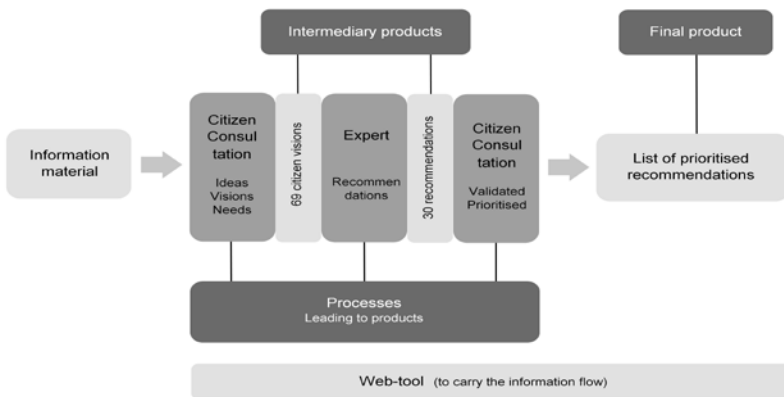 Intermediary products
Final product
Information
material
Citizen
Consul
tation
Ideas
Visions
Needs
69 citizen visions
Expert
Recommen
dations
30 recommendations
Citizen
Consul
tation
Validated
Prioritised
List of prioritised
recommendations
Processes
Leading to products
Web-tool (to carry the information flow)